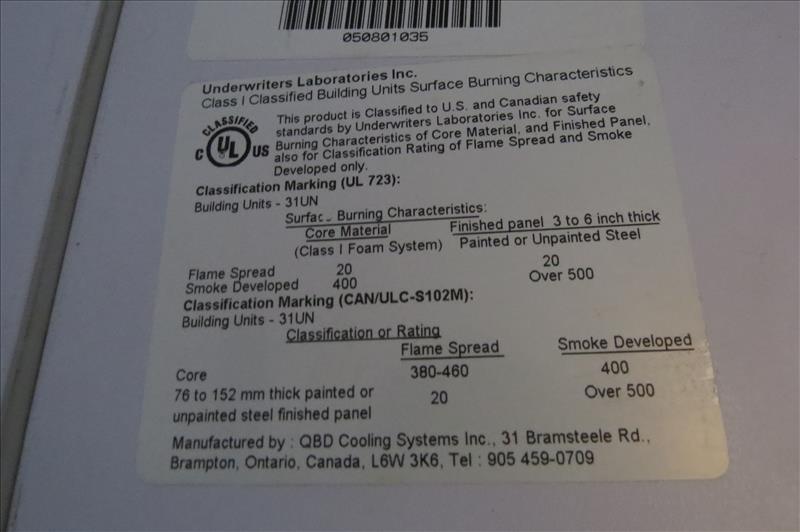 050801035
Underwriters Laboratories Inc.
Class I Classified Building Units Surface Burning Characteristics
CLASSIFIED
C UL US
This product is Classified to U.S. and Canadian safety
standards by Underwriters Laboratories Inc. for Surface
Burning Characteristics of Core Material, and Finished Panel,
also for Classification Rating of Flame Spread and Smoke
Developed only.
Classification Marking (UL 723):
Building Units - 31UN
Surfac Burning Characteristics:
Core Material Finished panel 3 to 6 inch thick
(Class I Foam System) Painted or Unpainted Steel
Flame Spread 20 20
Smoke Developed 400 Over 500
Classification Marking (CAN/ULC-S102M):
Building Units - 31UN
Classification or Rating
Flame Spread Smoke Developed
Core 380-460 400
76 to 152 mm thick painted or 20 Over 500
unpainted steel finished panel
Manufactured by : QBD Cooling Systems Inc., 31 Bramsteele Rd.,
Brampton, Ontario, Canada, L6W 3K6, Tel : 905 459-0709